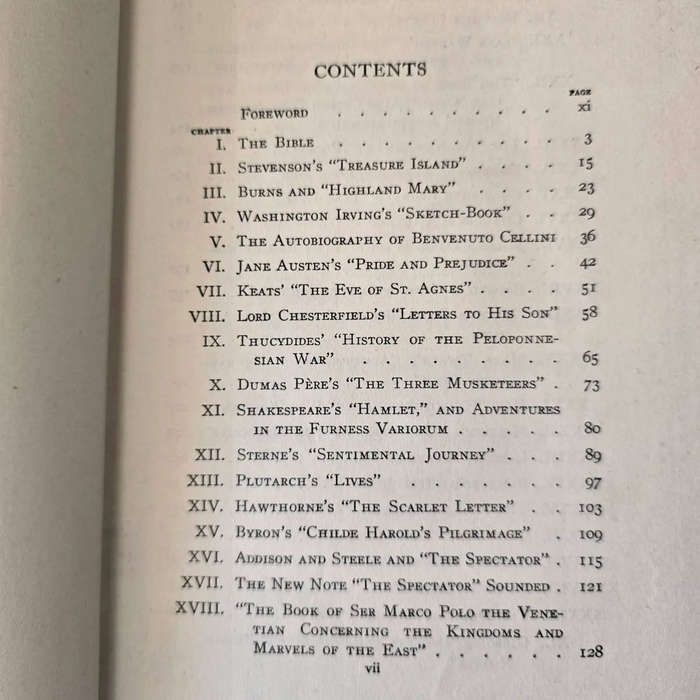 CONTENTS
PAGE
FOREWORD . . . . . . . . . . xi
CHAPTER
I. THE BIBLE . . . . . . . . . . 3
II. STEVENSON'S "TREASURE ISLAND" . . . . 15
III. BURNS AND "HIGHLAND MARY" . . . . 23
IV. WASHINGTON IRVING'S "SKETCH-BOOK" . . 29
V. THE AUTOBIOGRAPHY OF BENVENUTO CELLINI 36
VI. JANE AUSTEN'S "PRIDE AND PREJUDICE" . . 42
VII. KEATS' "THE EVE OF ST. AGNES" . . . . 51
VIII. LORD CHESTERFIELD'S "LETTERS TO HIS SON" 58
IX. THUCYDIDES' "HISTORY OF THE PELOPONNE-
SIAN WAR" . . . . . . . . . 65
X. DUMAS PÈRE'S "THE THREE MUSKETEERS" . 73
XI. SHAKESPEARE'S "HAMLET," AND ADVENTURES
IN THE FURNESS VARIORUM . . . . . 80
XII. STERNE'S "SENTIMENTAL JOURNEY" . . . 89
XIII. PLUTARCH'S "LIVES" . . . . . . . 97
XIV. HAWTHORNE'S "THE SCARLET LETTER" . . 103
XV. BYRON'S "CHILDE HAROLD'S PILGRIMAGE" . 109
XVI. ADDISON AND STEELE AND "THE SPECTATOR" . 115
XVII. THE NEW NOTE "THE SPECTATOR" SOUNDED . 121
XVIII. "THE BOOK OF SER MARCO POLO THE VENE-
TIAN CONCERNING THE KINGDOMS AND
MARVELS OF THE EAST" . . . . . . 128
vii